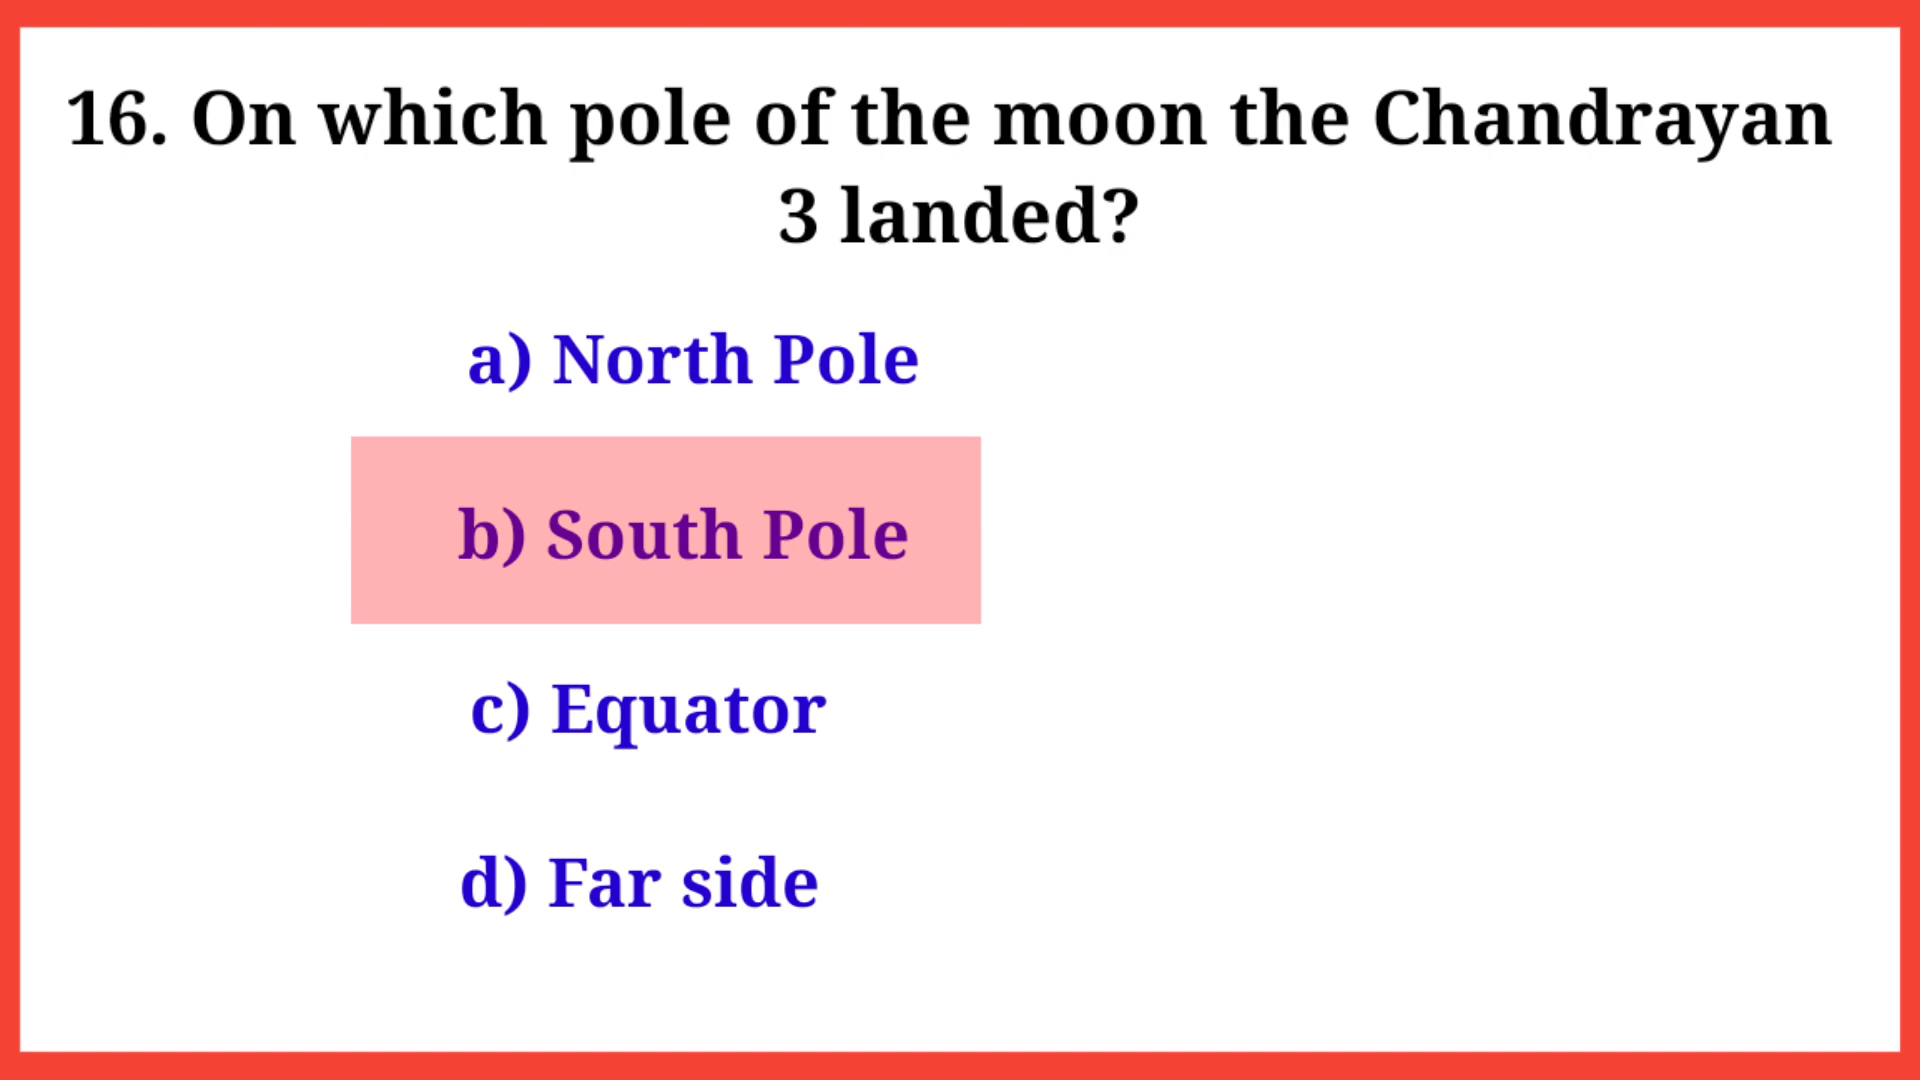 16. On which pole of the moon the Chandrayan
3 landed?
a) North Pole
b) South Pole
c) Equator
d) Far side